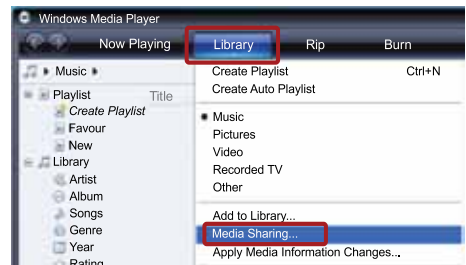 Windows Media Player
Now Playing Library Rip Burn
Music
Playlist Title
Create Playlist
Favour
New
Library
Artist
Album
Songs
Genre
Year
Rating
Create Playlist Ctrl+N
Create Auto Playlist
Music
Pictures
Video
Recorded TV
Other
Add to Library...
Media Sharing...
Apply Media Information Changes...